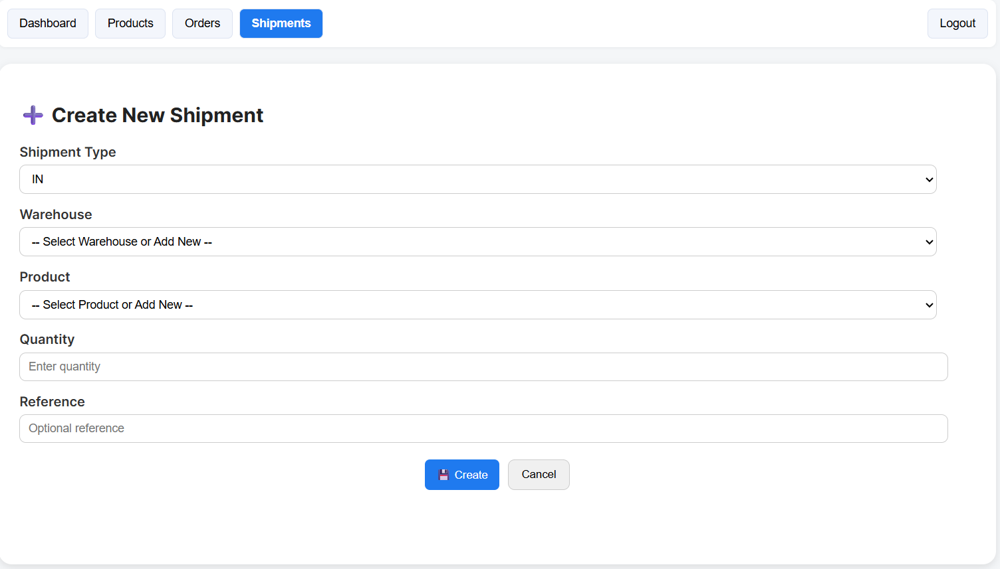 Dashboard Products Orders Shipments Logout
Create New Shipment
Shipment Type
IN
Warehouse
-- Select Warehouse or Add New --
Product
-- Select Product or Add New --
Quantity
Enter quantity
Reference
Optional reference
Create Cancel